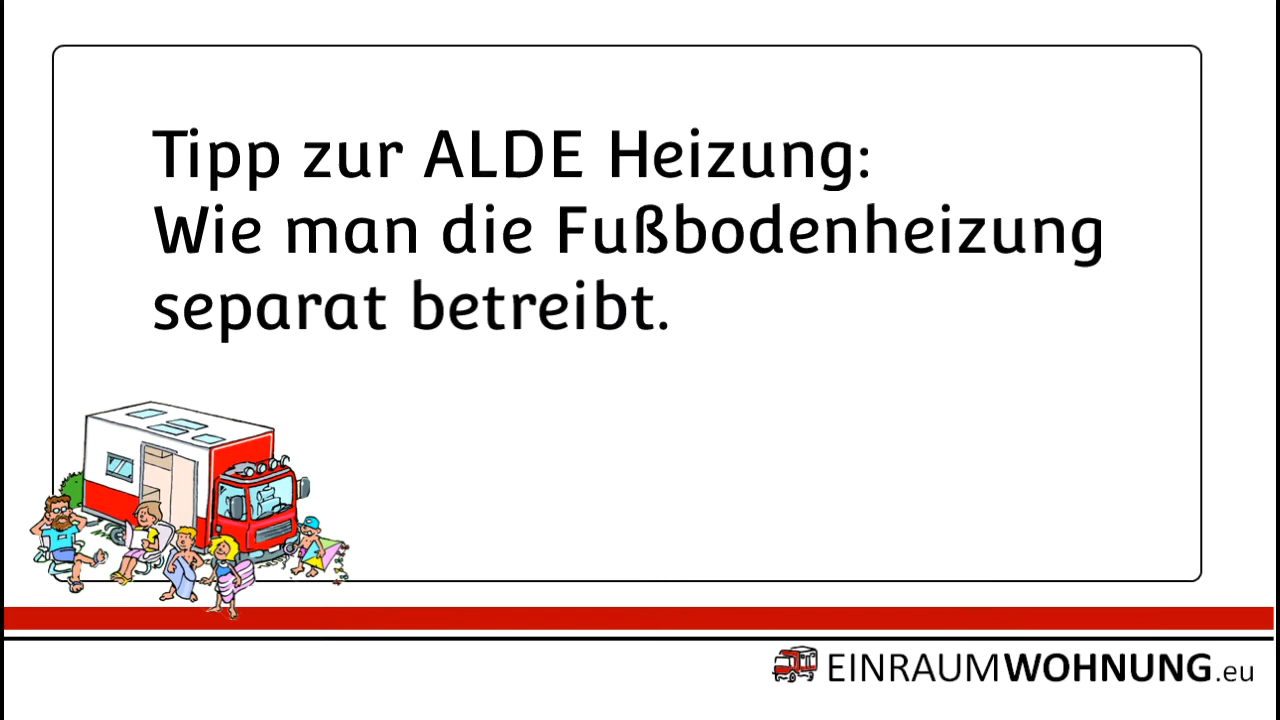 Tipp zur ALDE Heizung:
Wie man die Fußbodenheizung
separat betreibt.
EINRAUMWOHNUNG.eu